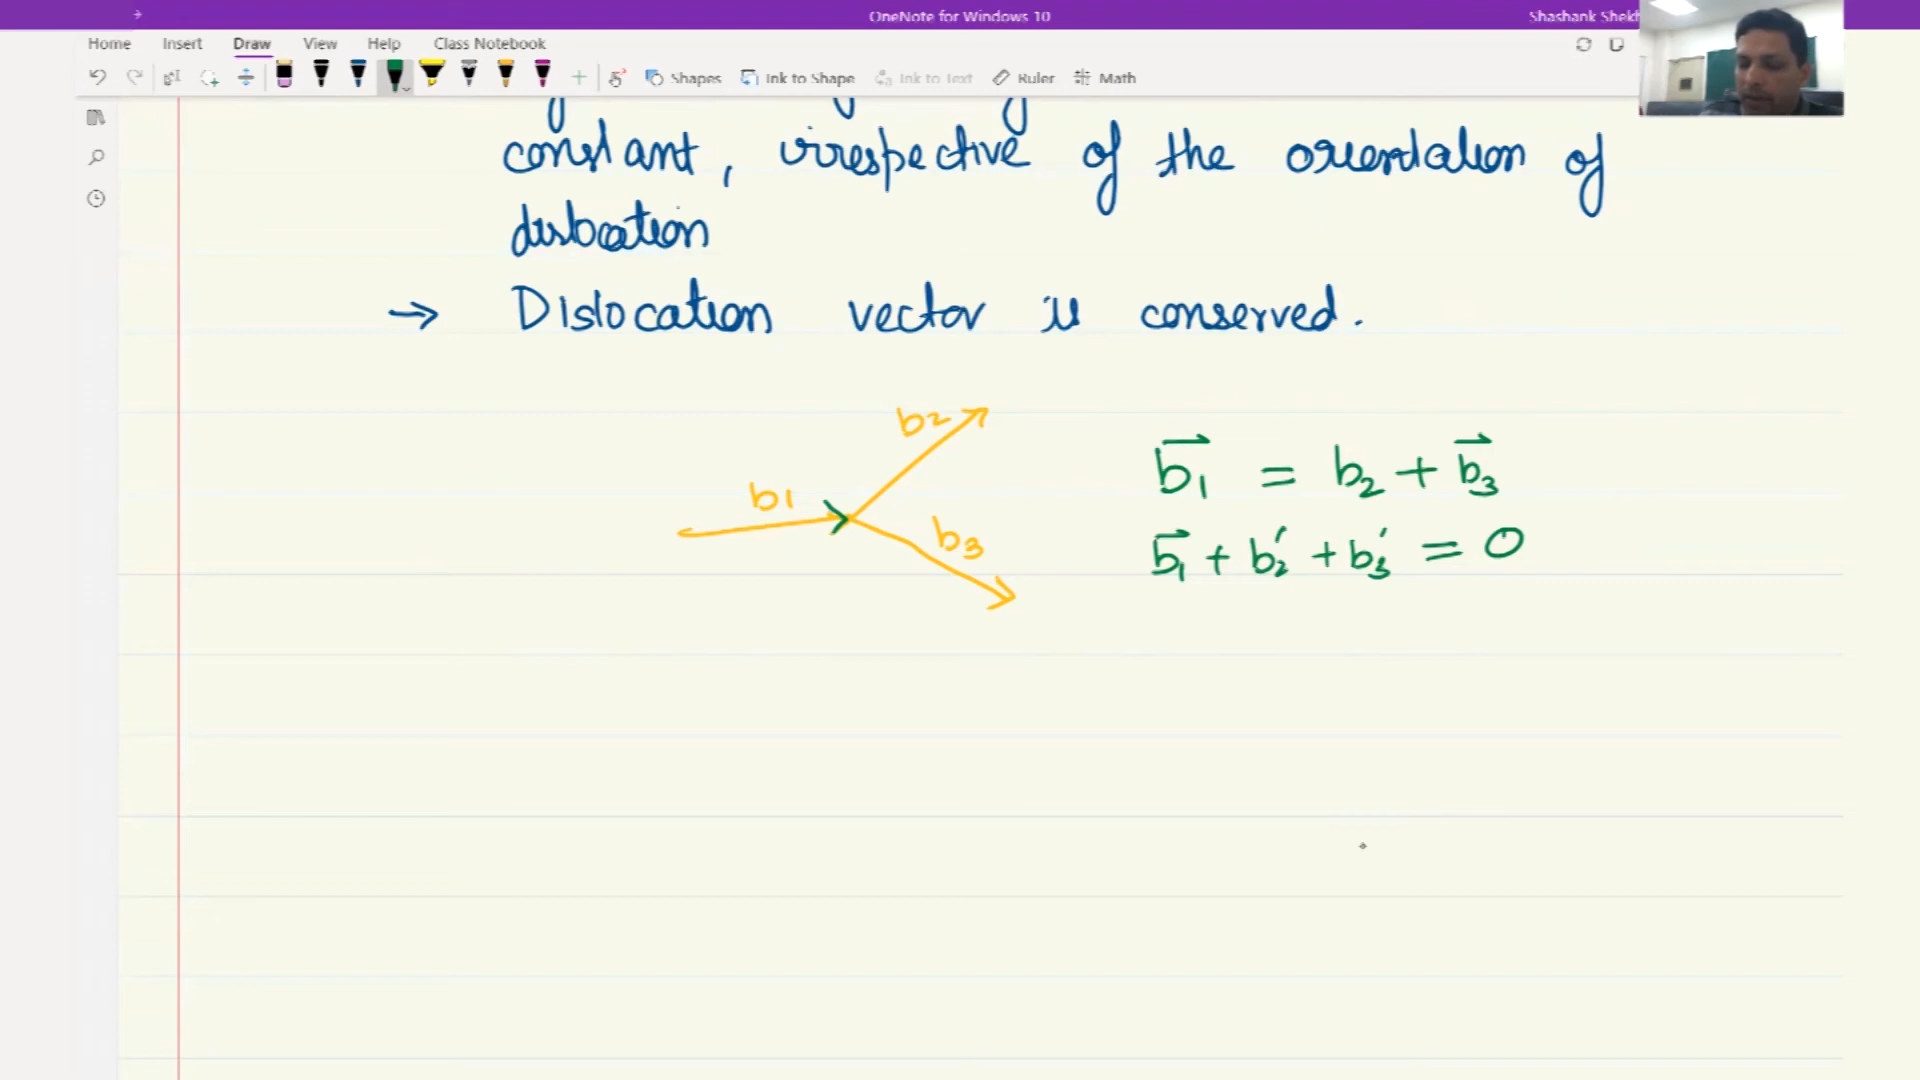 OneNote for Windows 10
Shashank Shekh
Home Insert Draw View Help Class Notebook
Shapes Ink to Shape Ink to Text Ruler Math
constant, irrespective of the orientation of
dislocation
→ Dislocation vector is conserved.
b2
b1
b3
b⃗₁ = b₂ + b⃗₃
b⃗₁ + b₂′ + b₃′ = 0